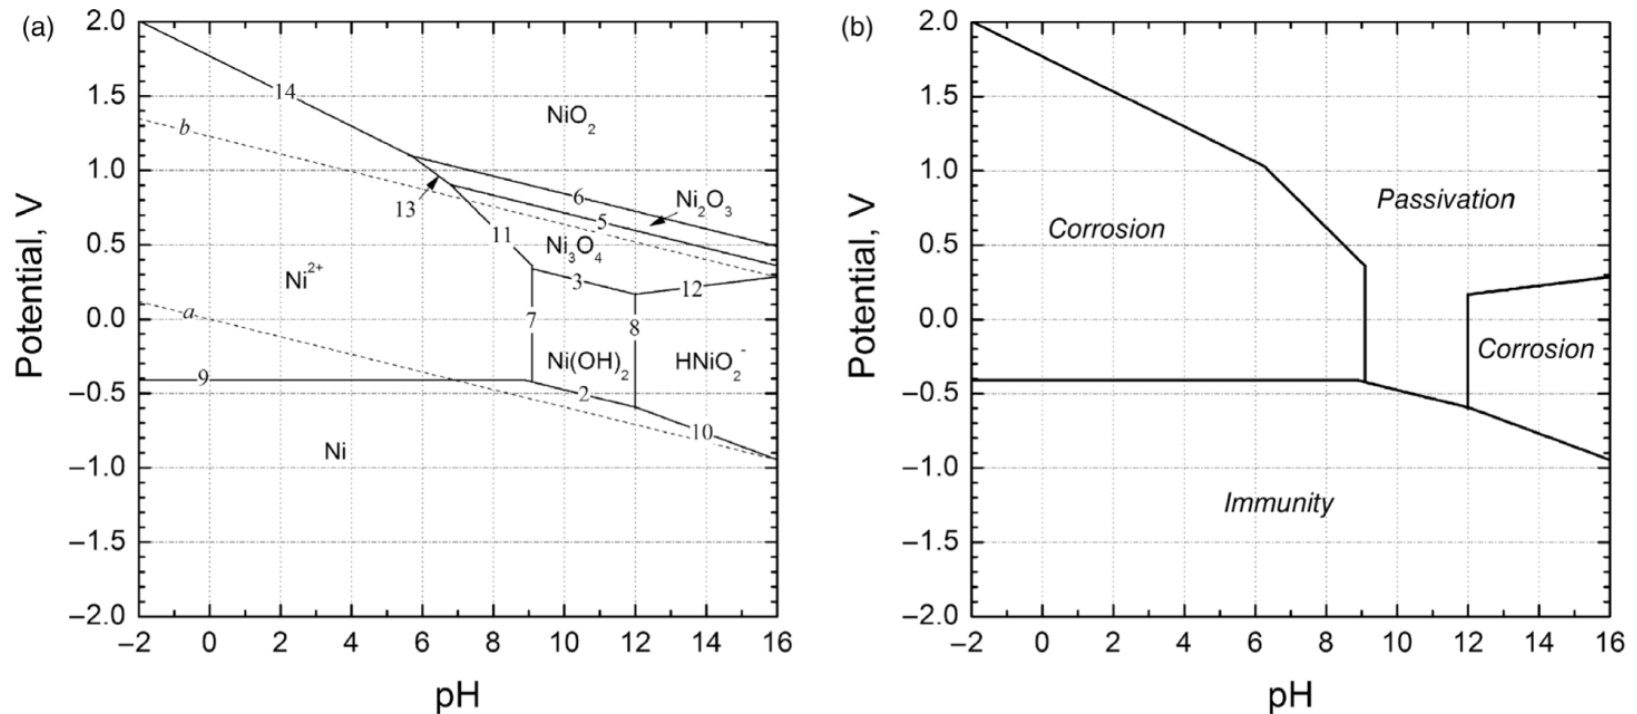 (a)
2.0
1.5
1.0
0.5
0.0
−0.5
−1.0
−1.5
−2.0
Potential, V
−2 0 2 4 6 8 10 12 14 16
pH
14
NiO₂
b
6
Ni₂O₃
13
5
11
Ni₃O₄
Ni²⁺
3
12
a
7
8
Ni(OH)₂
HNiO₂⁻
9
2
10
Ni
(b)
2.0
1.5
1.0
0.5
0.0
−0.5
−1.0
−1.5
−2.0
Potential, V
−2 0 2 4 6 8 10 12 14 16
pH
Passivation
Corrosion
Corrosion
Immunity